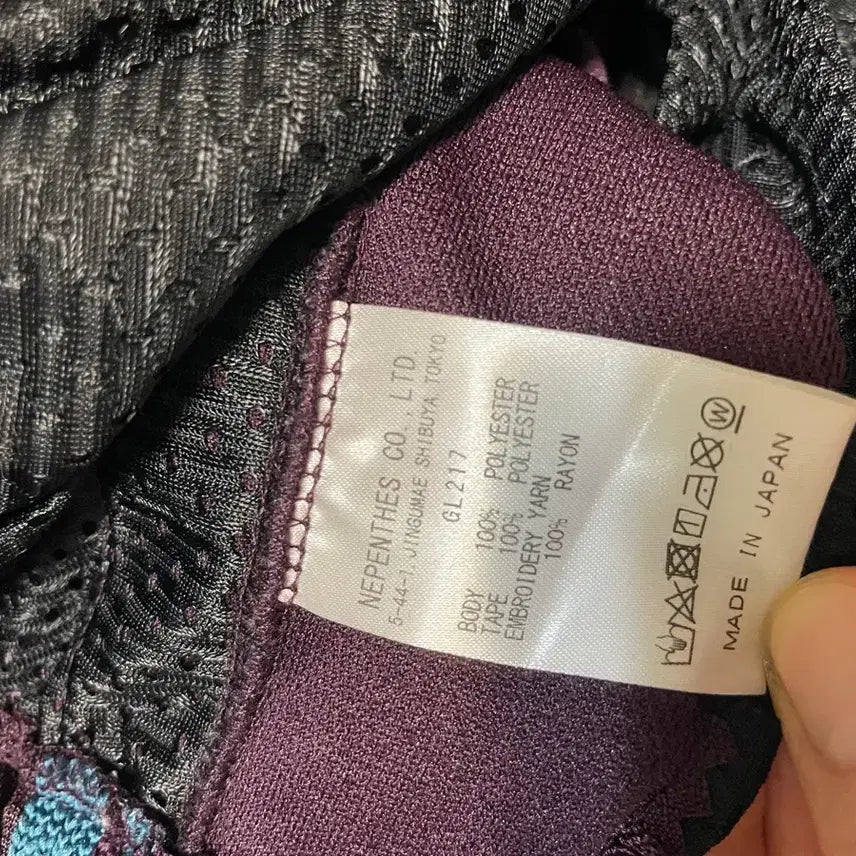 NEPENTHES CO., LTD
5-44-1, JINGUMAE SHIBUYA, TOKYO
GL217
BODY 100% POLYESTER
TAPE 100% POLYESTER
EMBROIDERY YARN
100% RAYON
W
MADE IN JAPAN